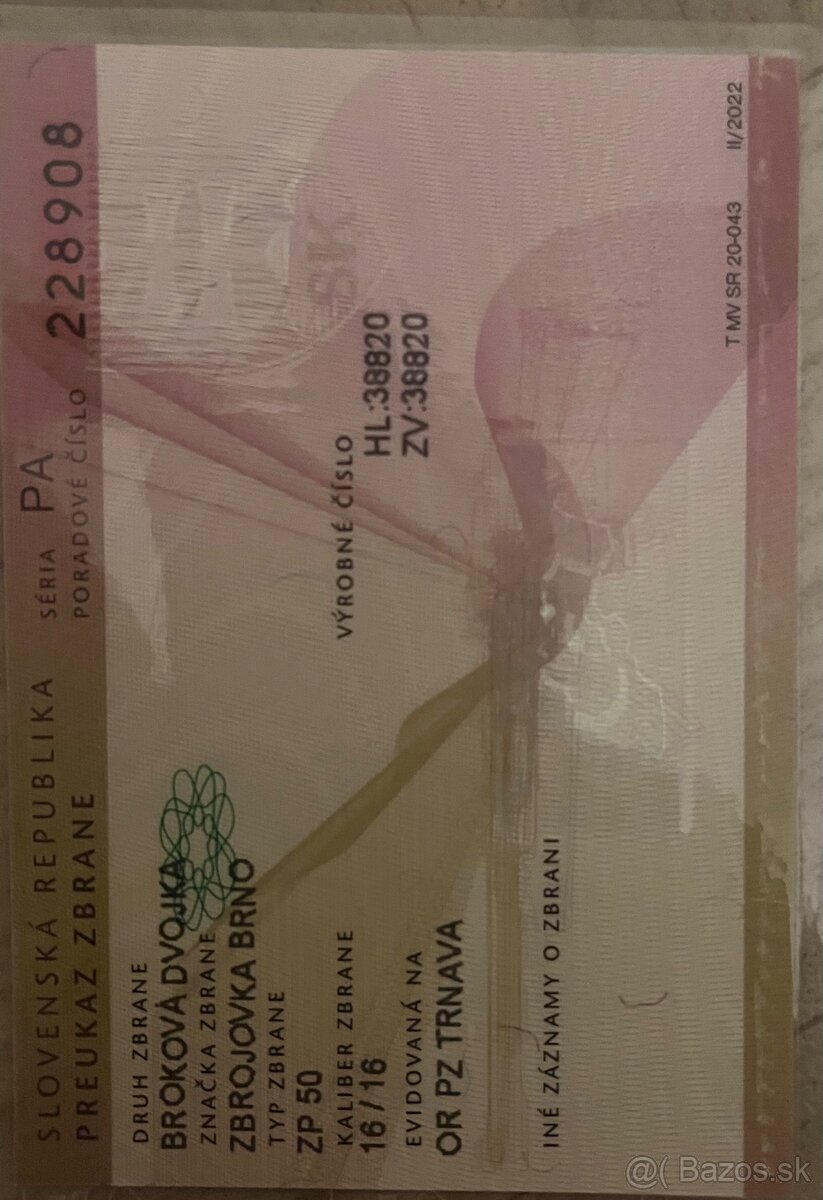 SLOVENSKÁ REPUBLIKA
PREUKAZ ZBRANE
SÉRIA PA
PORADOVÉ ČÍSLO 228908
DRUH ZBRANE
BROKOVÁ DVOJKA
ZNAČKA ZBRANE
ZBROJOVKA BRNO
TYP ZBRANE
ZP 50
KALIBER ZBRANE
16/16
VÝROBNÉ ČÍSLO
HL:38820
ZV:38820
EVIDOVANÁ NA
OR PZ TRNAVA
INÉ ZÁZNAMY O ZBRANI
SK
T MV SR 20-043 II/2022
@( Bazos.sk